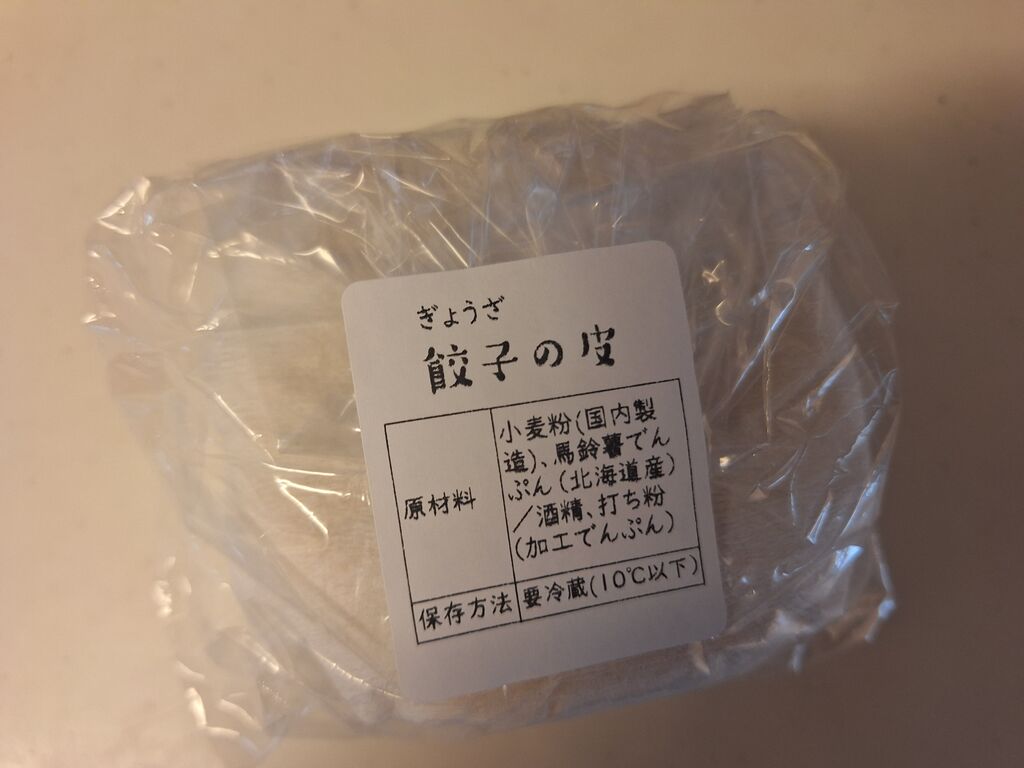 ぎょうざ
餃子の皮
原材料
小麦粉(国内製
造)、馬鈴薯でん
ぷん(北海道産)
/酒精、打ち粉
(加工でんぷん)
保存方法
要冷蔵(10℃以下)